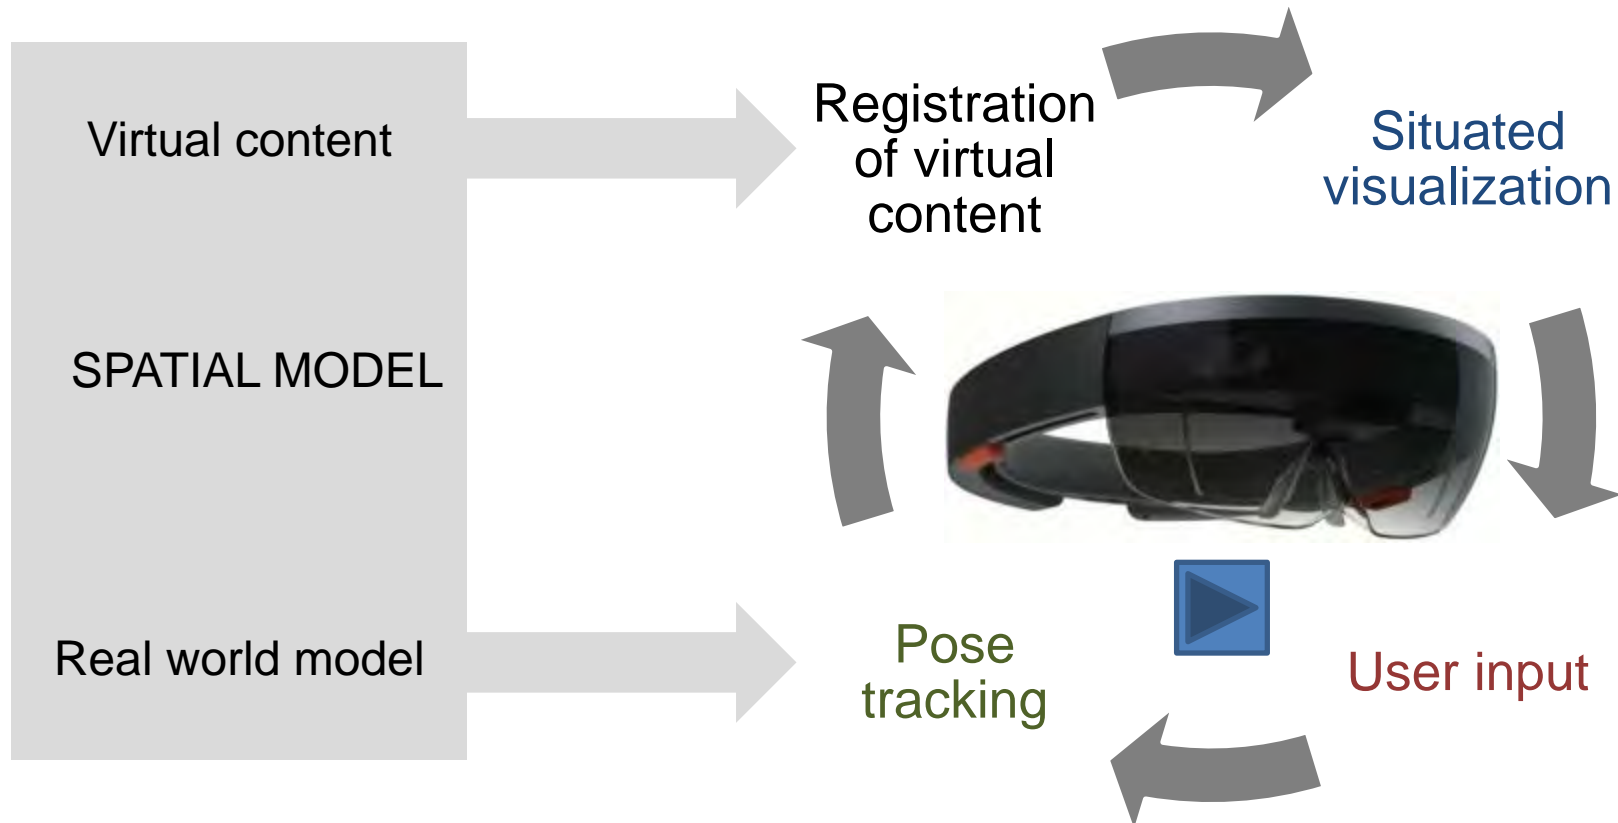 Virtual content
SPATIAL MODEL
Real world model
Registration
of virtual
content
Situated
visualization
Pose
tracking
User input